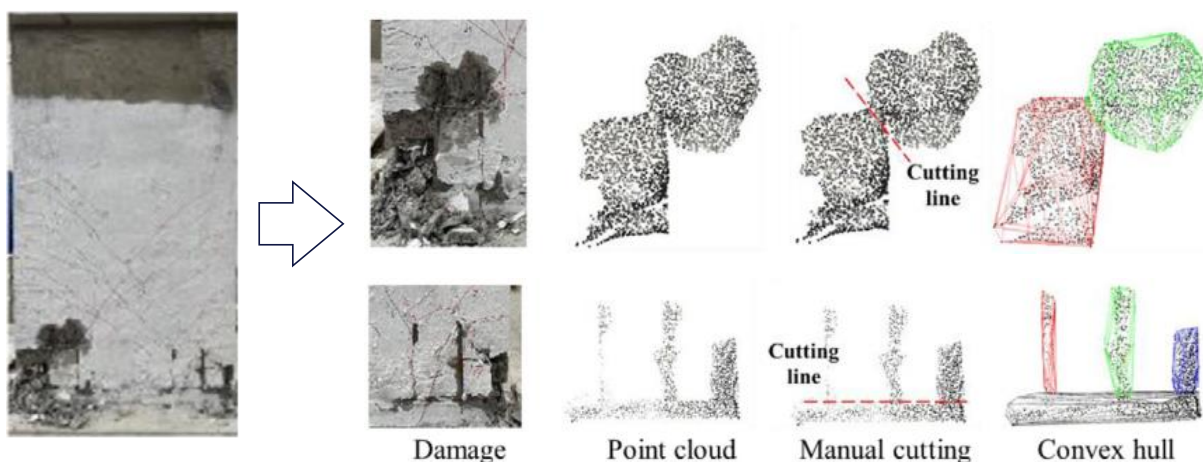 Cutting
line
Cutting
line
Damage
Point cloud
Manual cutting
Convex hull